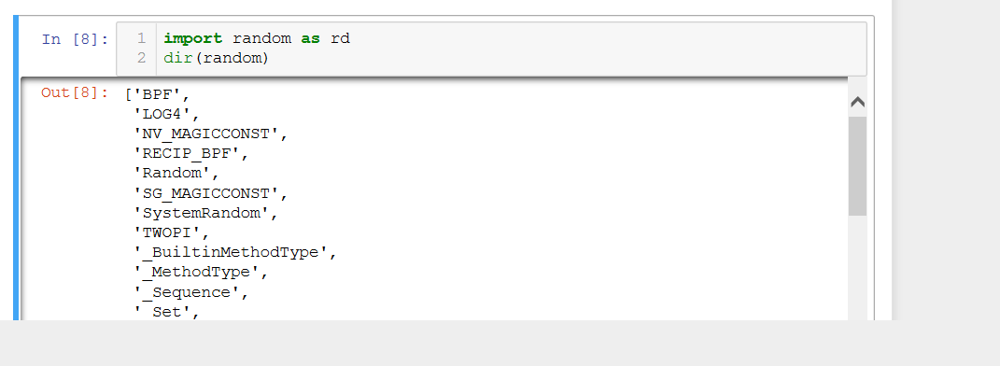 In [8]: 1 import random as rd
2 dir(random)
Out[8]: ['BPF',
'LOG4',
'NV_MAGICCONST',
'RECIP_BPF',
'Random',
'SG_MAGICCONST',
'SystemRandom',
'TWOPI',
'_BuiltinMethodType',
'_MethodType',
'_Sequence',
'_Set',